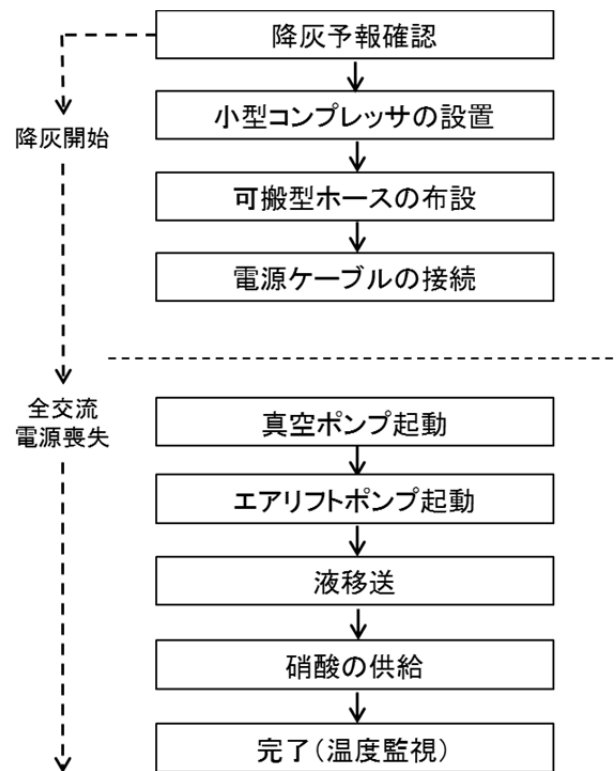 降灰予報確認
小型コンプレッサの設置
降灰開始
可搬型ホースの布設
電源ケーブルの接続
全交流
電源喪失
真空ポンプ起動
エアリフトポンプ起動
液移送
硝酸の供給
完了(温度監視)